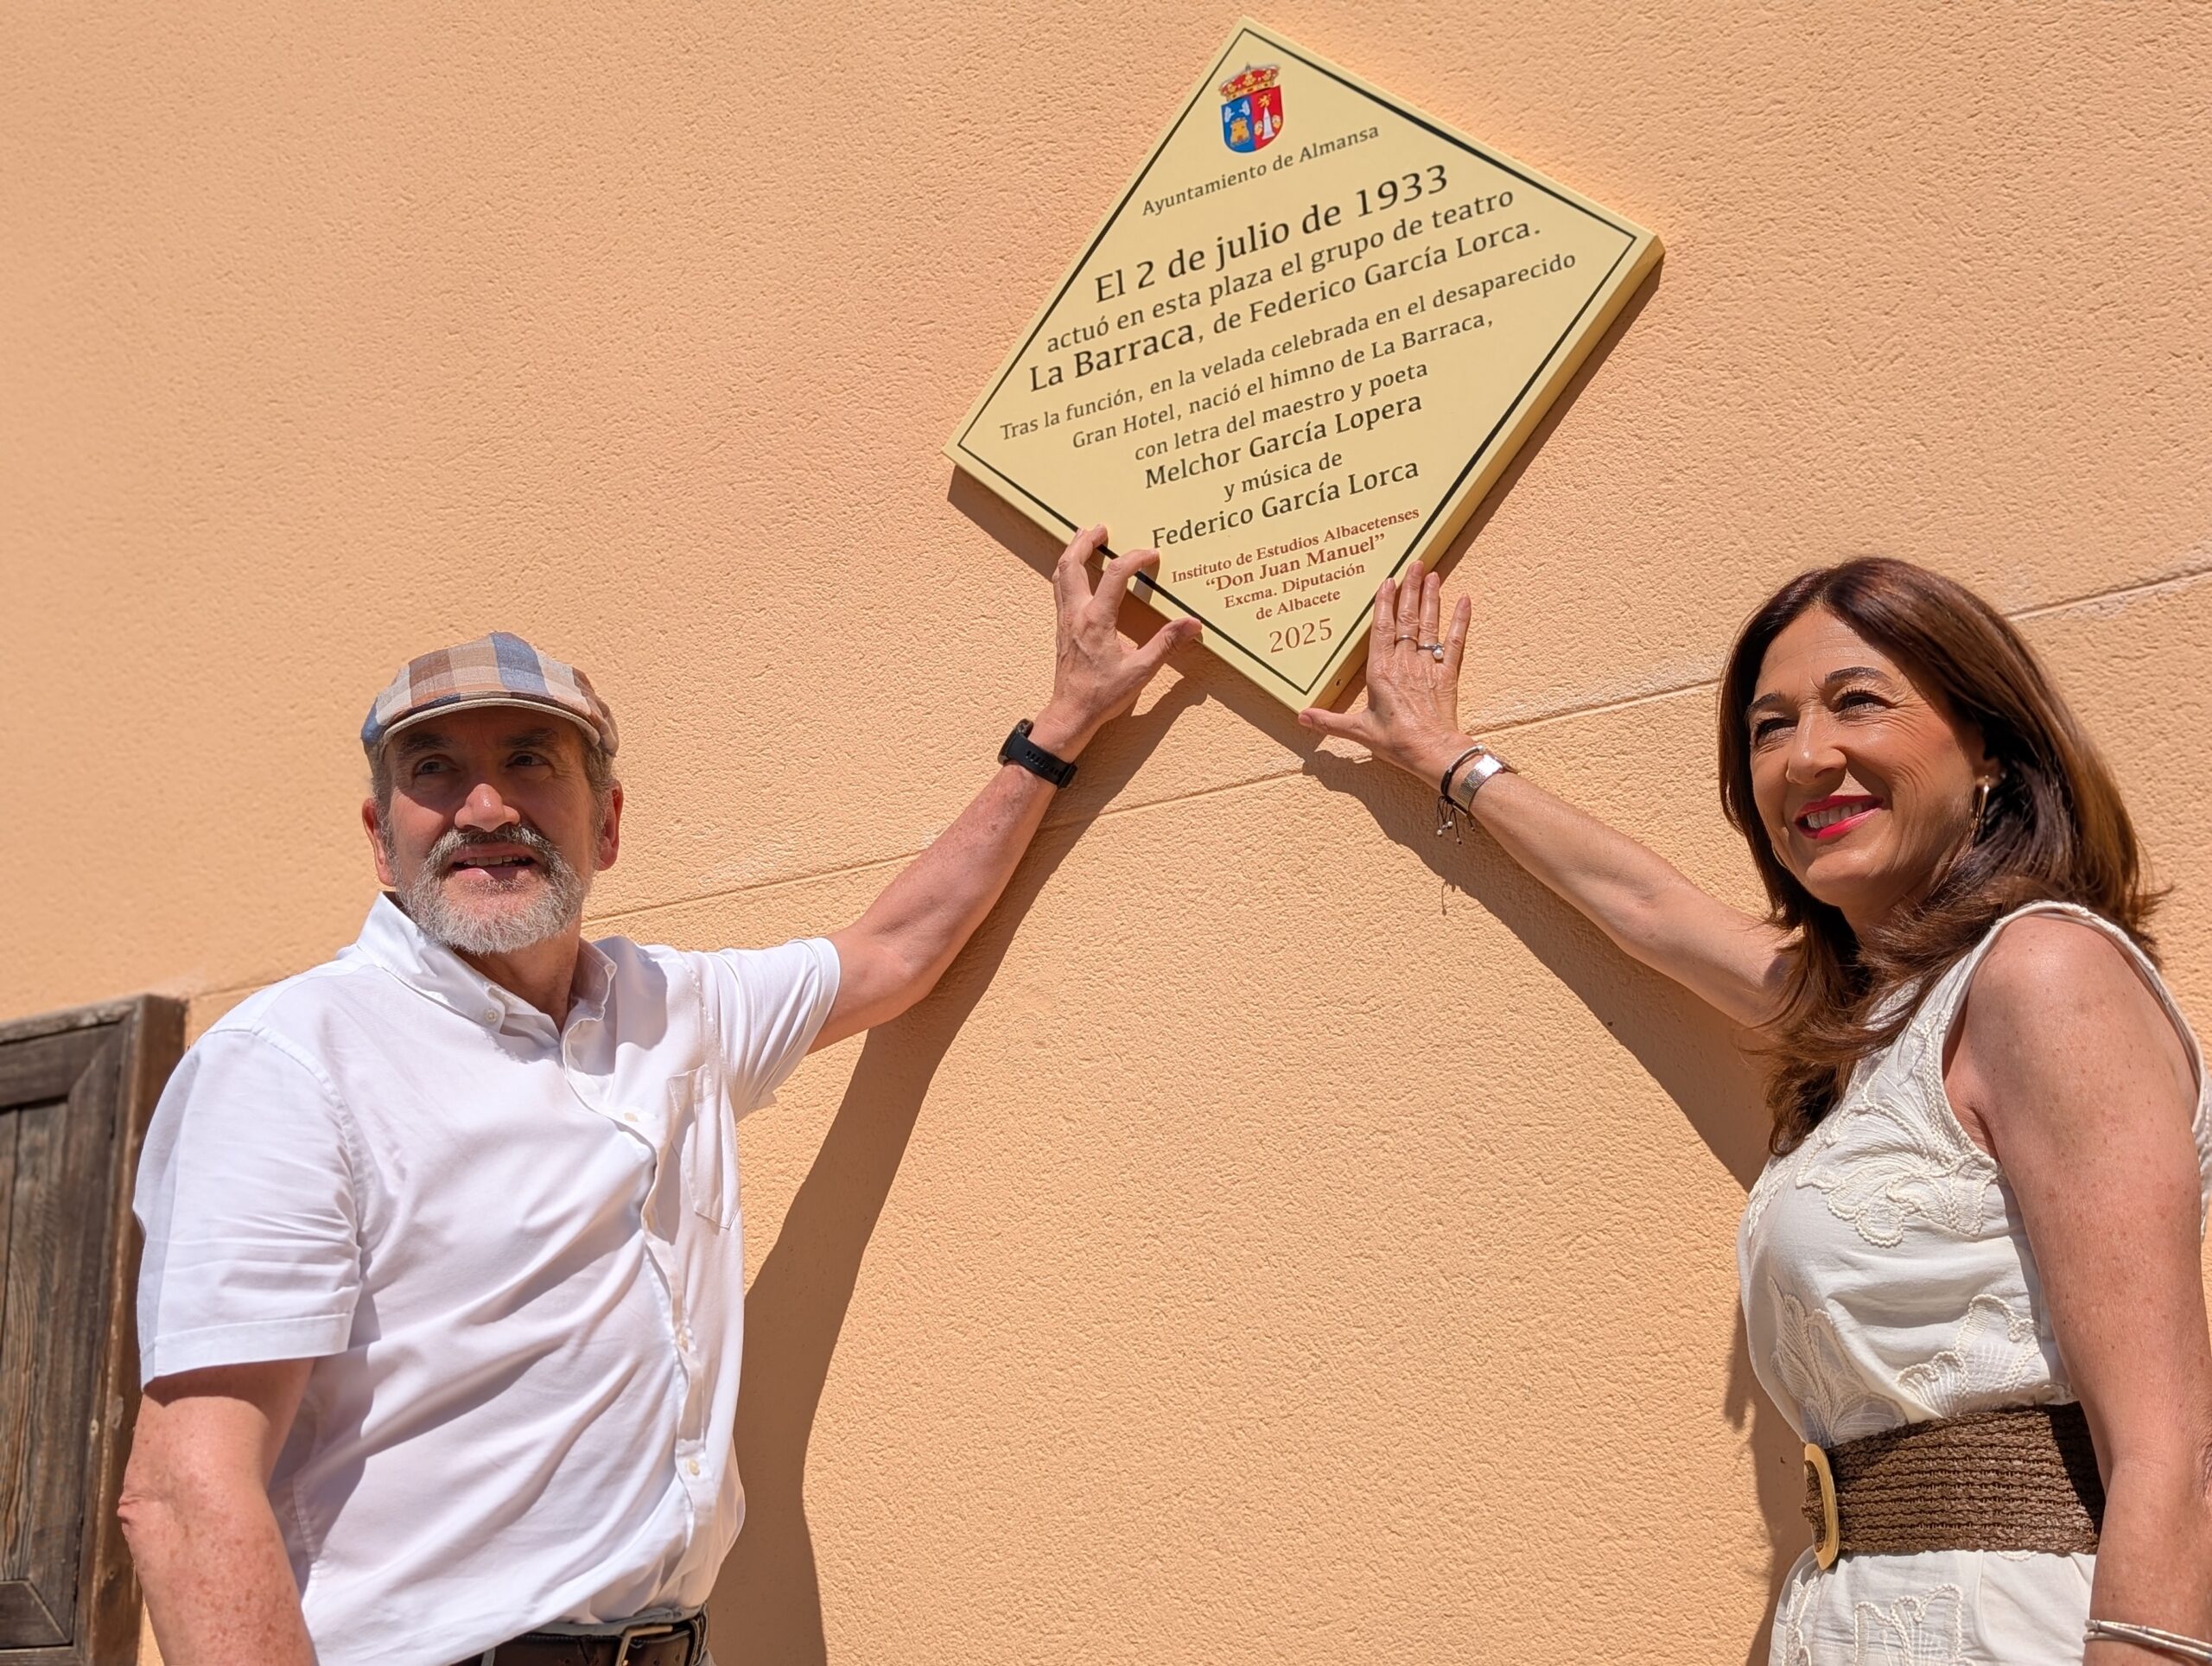 Ayuntamiento de Almansa
El 2 de julio de 1933
actuó en esta plaza el grupo de teatro
La Barraca, de Federico García Lorca.
Tras la función, en la velada celebrada en el desaparecido
Gran Hotel, nació el himno de La Barraca,
con letra del maestro y poeta
Melchor García Lopera
y música de
Federico García Lorca
Instituto de Estudios Albacetenses
“Don Juan Manuel”
Excma. Diputación
de Albacete
2025